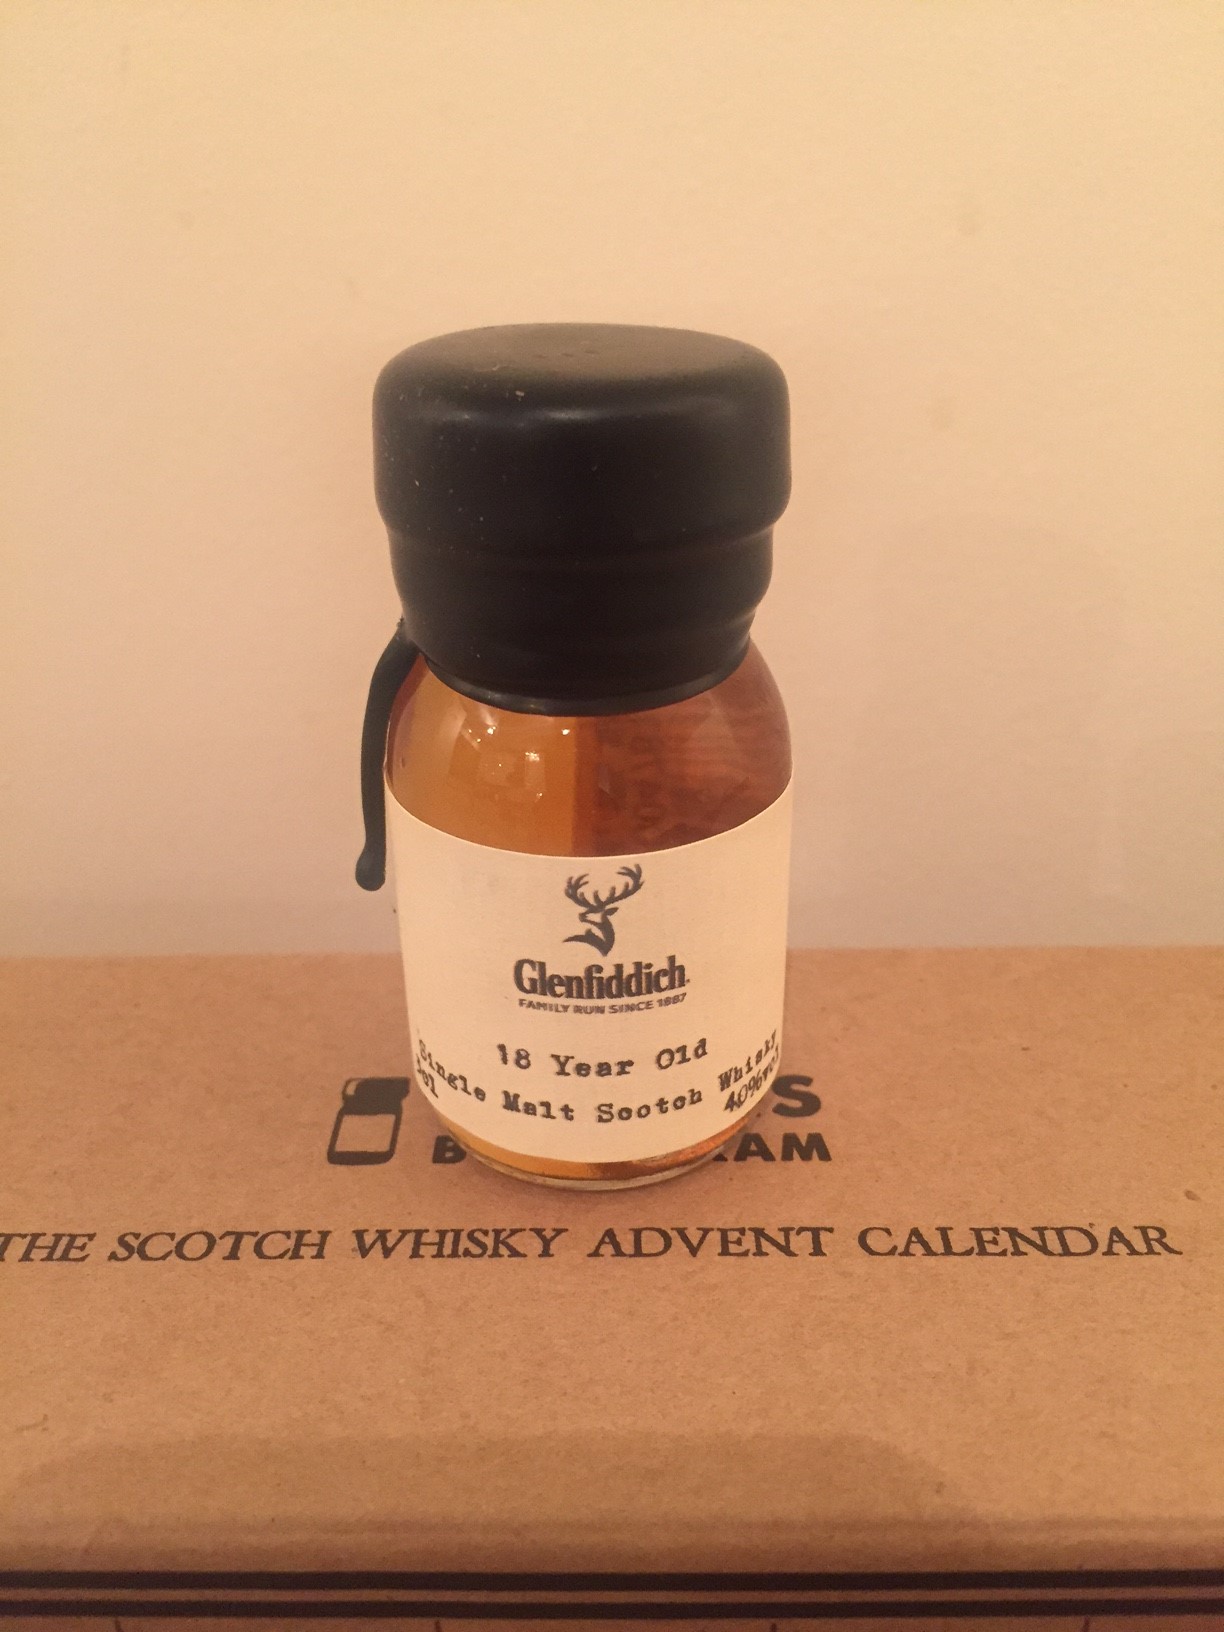 Glenfiddich
FAMILY RUN SINCE 1887
18 Year Old
Single Malt Scotch Whisky
3cl 40%vol
THE SCOTCH WHISKY ADVENT CALENDAR